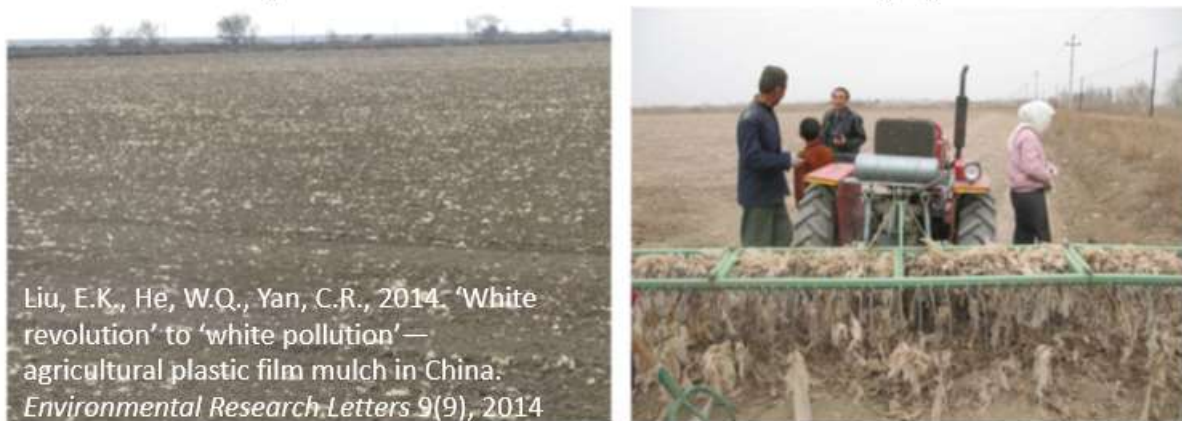 Liu, E.K., He, W.Q., Yan, C.R., 2014. ‘White
revolution’ to ‘white pollution’—
agricultural plastic film mulch in China.
Environmental Research Letters 9(9), 2014